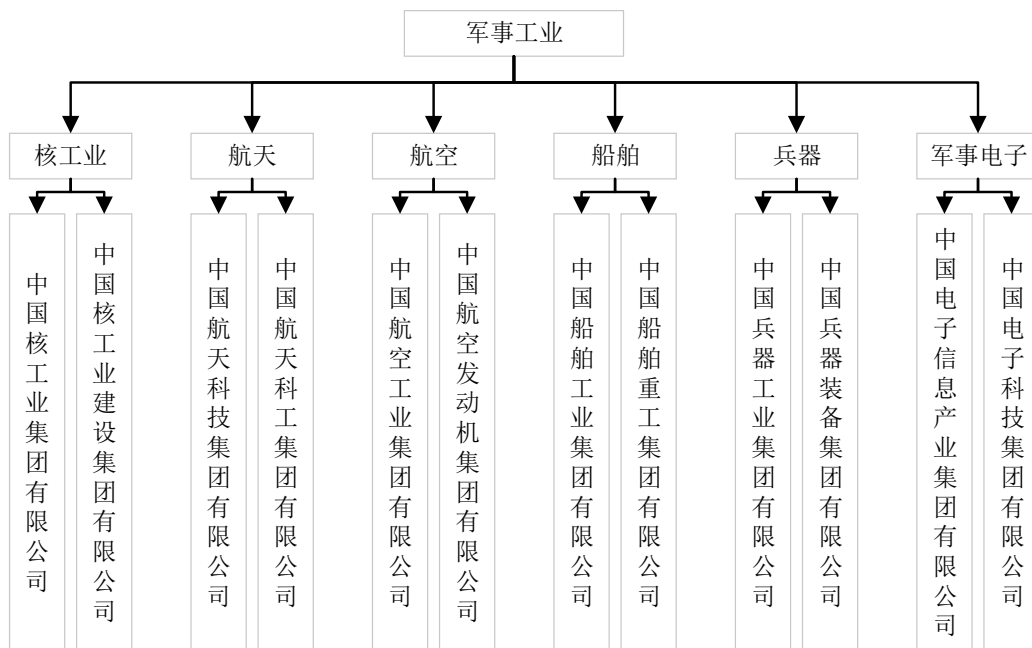 军事工业
核工业
航天
航空
船舶
兵器
军事电子
中国核工业集团有限公司
中国核工业建设集团有限公司
中国航天科技集团有限公司
中国航天科工集团有限公司
中国航空工业集团有限公司
中国航空发动机集团有限公司
中国船舶工业集团有限公司
中国船舶重工集团有限公司
中国兵器工业集团有限公司
中国兵器装备集团有限公司
中国电子信息产业集团有限公司
中国电子科技集团有限公司